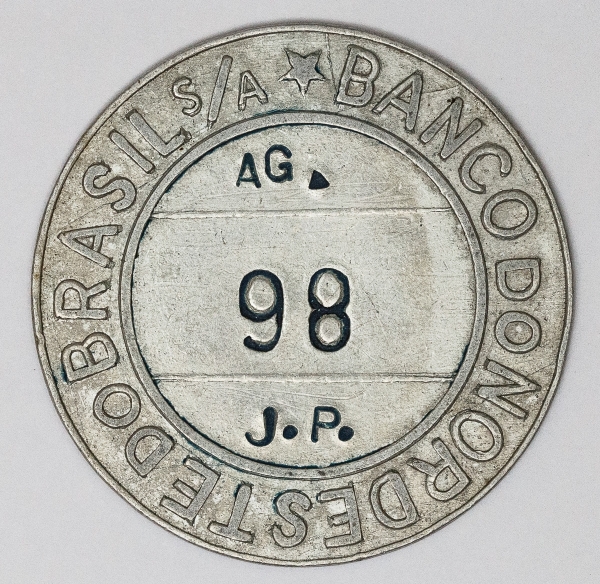 ★ BANCO DO NORDESTE DO BRASIL S/A
AG.
98
J.P.